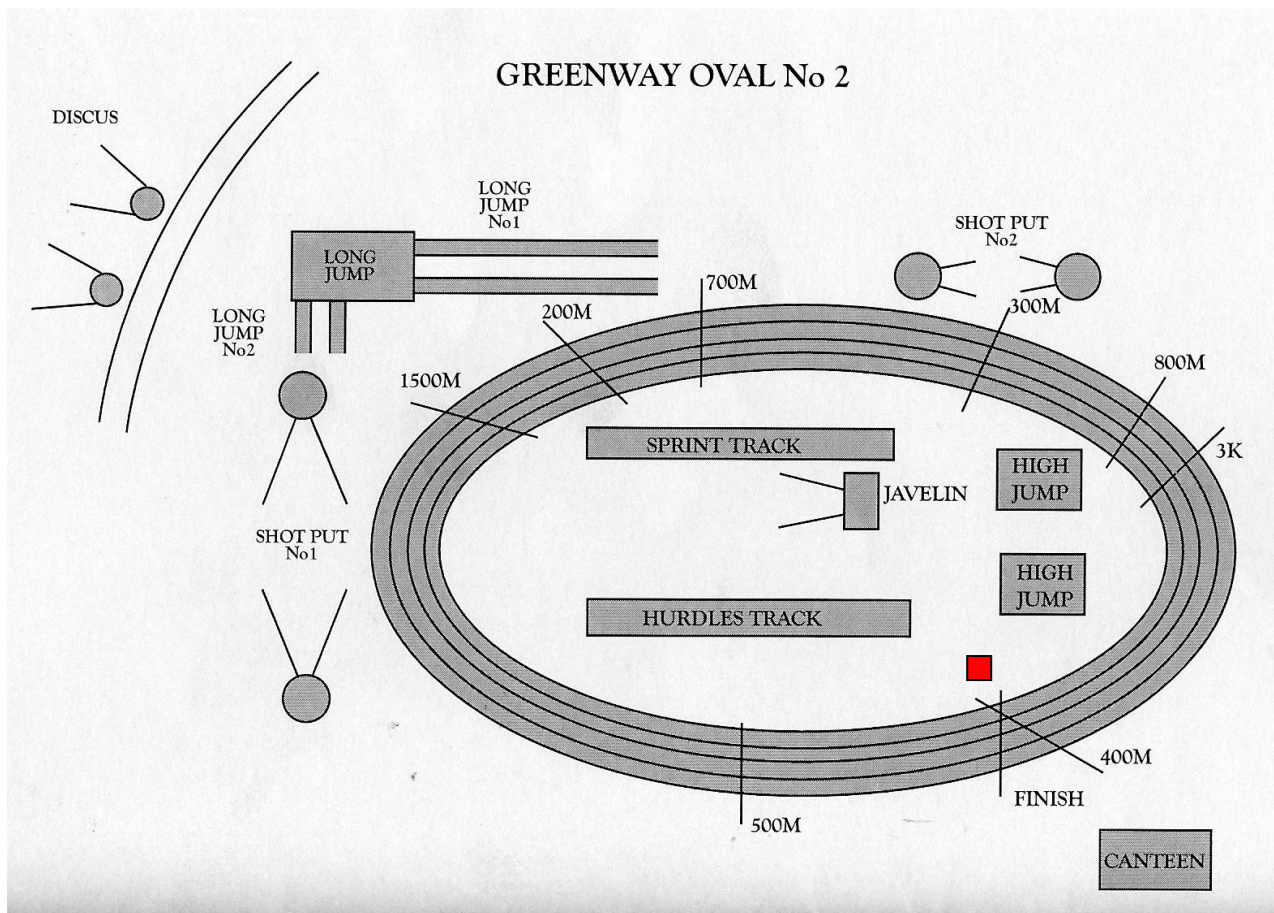 GREENWAY OVAL No 2
DISCUS
LONG
JUMP
No1
SHOT PUT
No2
LONG
JUMP
700M
200M
300M
LONG
JUMP
No2
1500M
800M
3K
SPRINT TRACK
HIGH
JUMP
JAVELIN
SHOT PUT
No1
HIGH
JUMP
HURDLES TRACK
400M
FINISH
500M
CANTEEN